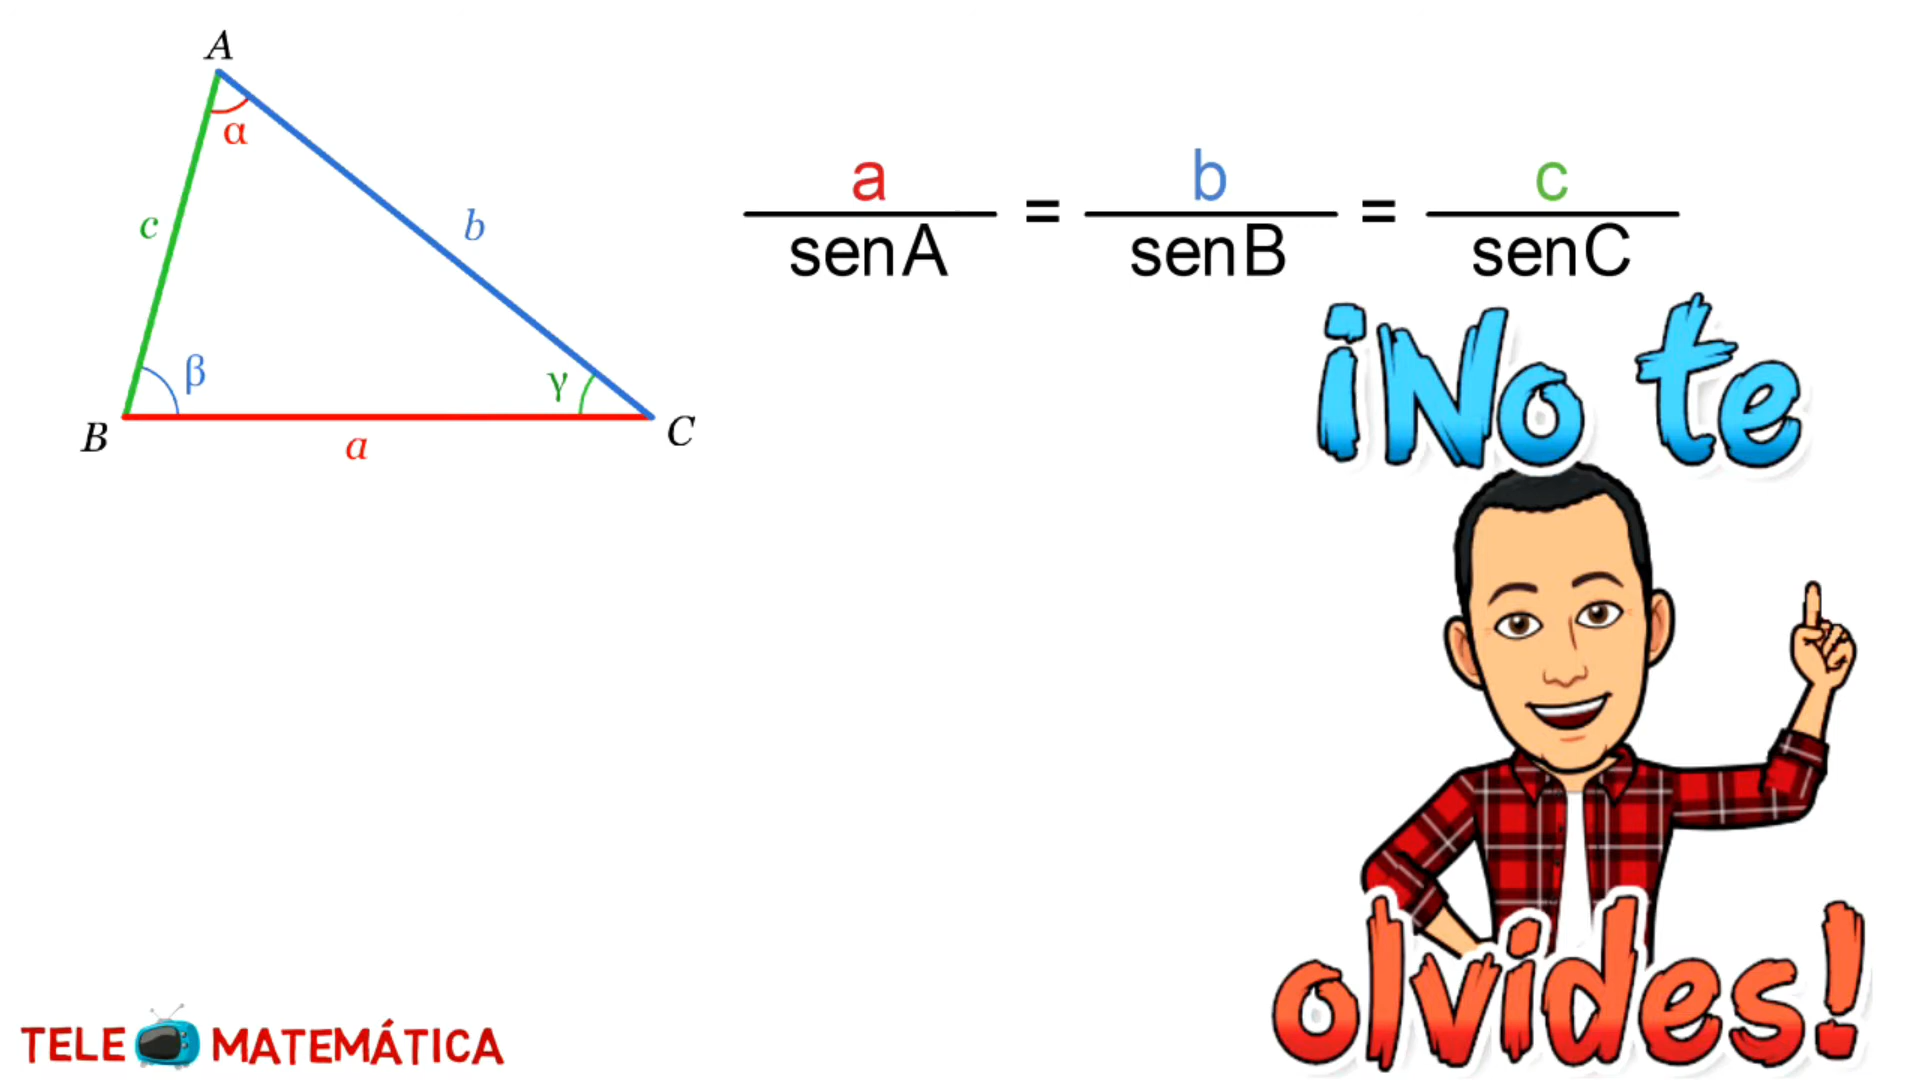 A
α
c
b
β
γ
B
a
C
a = b = c
senA senB senC
¡No te
olvides!
TELE MATEMÁTICA